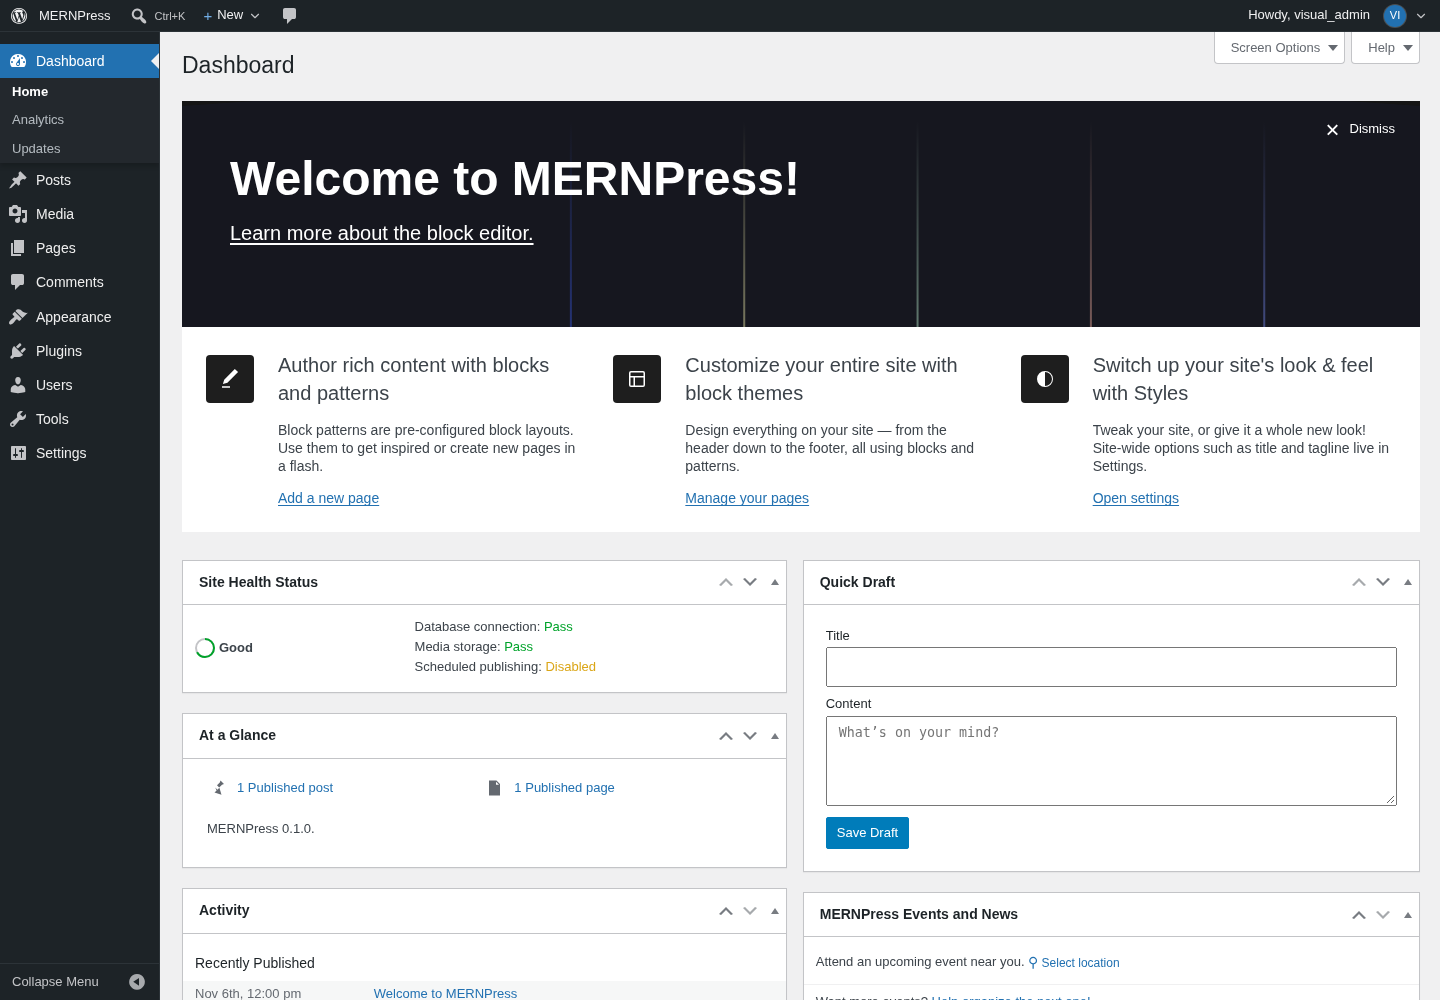 MERNPress
Ctrl+K
+ New
Howdy, visual_admin
VI
Dashboard
Home
Analytics
Updates
Posts
Media
Pages
Comments
Appearance
Plugins
Users
Tools
Settings
Collapse Menu
Screen Options
Help
Dashboard
Dismiss
Welcome to MERNPress!
Learn more about the block editor.
Author rich content with blocks
and patterns
Block patterns are pre-configured block layouts.
Use them to get inspired or create new pages in
a flash.
Add a new page
Customize your entire site with
block themes
Design everything on your site — from the
header down to the footer, all using blocks and
patterns.
Manage your pages
Switch up your site's look & feel
with Styles
Tweak your site, or give it a whole new look!
Site-wide options such as title and tagline live in
Settings.
Open settings
Site Health Status
Good
Database connection: Pass
Media storage: Pass
Scheduled publishing: Disabled
At a Glance
1 Published post
1 Published page
MERNPress 0.1.0.
Activity
Recently Published
Nov 6th, 12:00 pm
Welcome to MERNPress
Quick Draft
Title
Content
What’s on your mind?
Save Draft
MERNPress Events and News
Attend an upcoming event near you. Select location
Want more events? Help organize the next one!